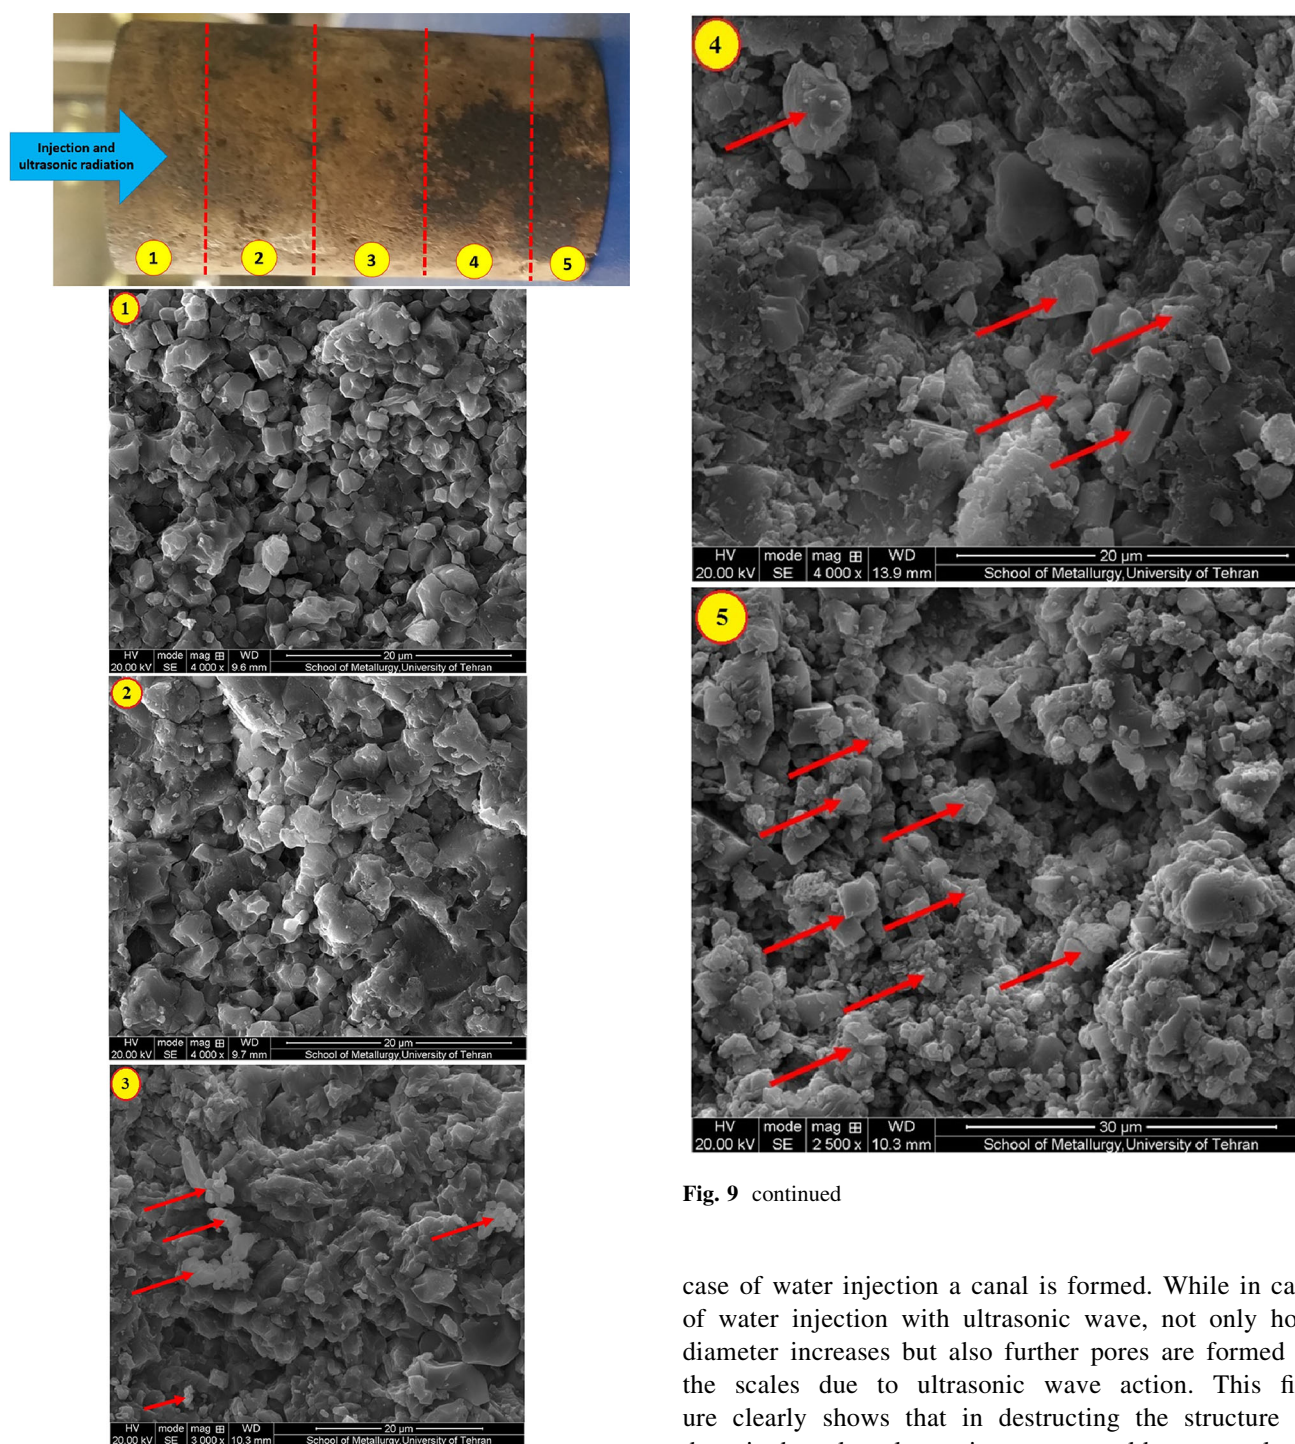 Injection and
ultrasonic radiation
1
2
3
4
5
1
HV mode mag WD 20 µm
20.00 kV SE 4 000 x 9.6 mm School of Metallurgy,University of Tehran
2
HV mode mag WD 20 µm
20.00 kV SE 4 000 x 9.7 mm School of Metallurgy,University of Tehran
3
HV mode mag WD 20 µm
20.00 kV SE 3 000 x 10.3 mm School of Metallurgy,University of Tehran
4
HV mode mag WD 20 µm
20.00 kV SE 4 000 x 13.9 mm School of Metallurgy,University of Tehran
5
HV mode mag WD 30 µm
20.00 kV SE 2 500 x 10.3 mm School of Metallurgy,University of Tehran
Fig. 9 continued
case of water injection a canal is formed. While in ca
of water injection with ultrasonic wave, not only ho
diameter increases but also further pores are formed
the scales due to ultrasonic wave action. This fi
ure clearly shows that in destructing the structure